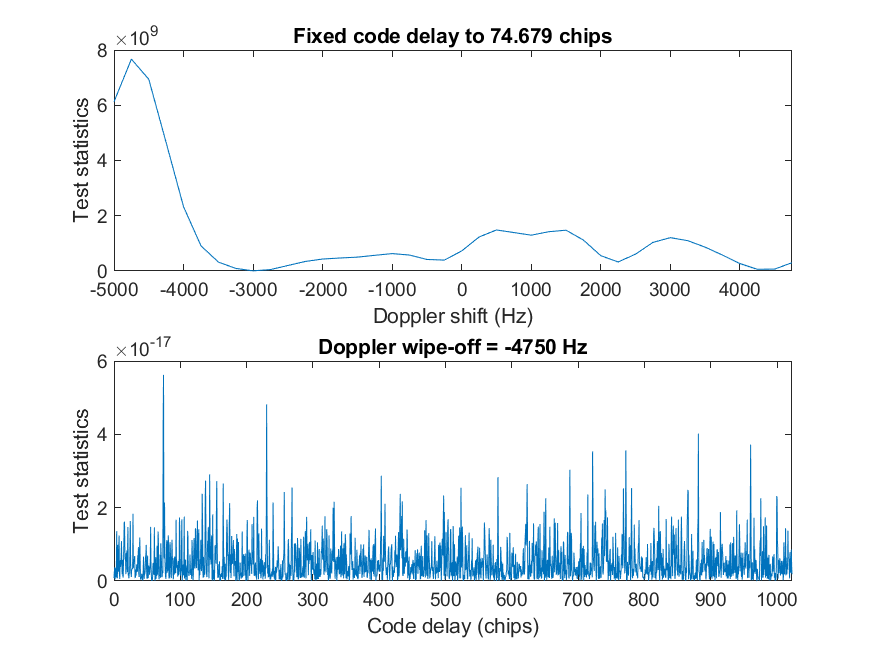 ×10⁹
Fixed code delay to 74.679 chips
8
6
4
2
0
Test statistics
-5000 -4000 -3000 -2000 -1000 0 1000 2000 3000 4000
Doppler shift (Hz)
×10⁻¹⁷
Doppler wipe-off = -4750 Hz
6
4
2
0
Test statistics
0 100 200 300 400 500 600 700 800 900 1000
Code delay (chips)